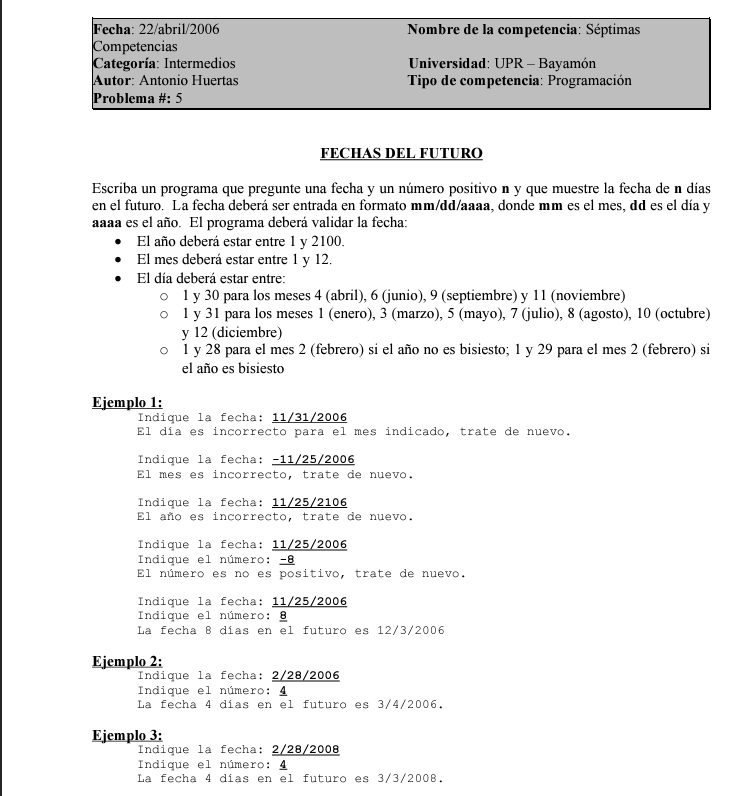 Fecha: 22/abril/2006 Nombre de la competencia: Séptimas
Competencias
Categoría: Intermedios Universidad: UPR – Bayamón
Autor: Antonio Huertas Tipo de competencia: Programación
Problema #: 5
FECHAS DEL FUTURO
Escriba un programa que pregunte una fecha y un número positivo n y que muestre la fecha de n días
en el futuro. La fecha deberá ser entrada en formato mm/dd/aaaa, donde mm es el mes, dd es el día y
aaaa es el año. El programa deberá validar la fecha:
• El año deberá estar entre 1 y 2100.
• El mes deberá estar entre 1 y 12.
• El día deberá estar entre:
o 1 y 30 para los meses 4 (abril), 6 (junio), 9 (septiembre) y 11 (noviembre)
o 1 y 31 para los meses 1 (enero), 3 (marzo), 5 (mayo), 7 (julio), 8 (agosto), 10 (octubre)
y 12 (diciembre)
o 1 y 28 para el mes 2 (febrero) si el año no es bisiesto; 1 y 29 para el mes 2 (febrero) si
el año es bisiesto
Ejemplo 1:
Indique la fecha: 11/31/2006
El día es incorrecto para el mes indicado, trate de nuevo.
Indique la fecha: -11/25/2006
El mes es incorrecto, trate de nuevo.
Indique la fecha: 11/25/2106
El año es incorrecto, trate de nuevo.
Indique la fecha: 11/25/2006
Indique el número: -8
El número es no es positivo, trate de nuevo.
Indique la fecha: 11/25/2006
Indique el número: 8
La fecha 8 días en el futuro es 12/3/2006
Ejemplo 2:
Indique la fecha: 2/28/2006
Indique el número: 4
La fecha 4 días en el futuro es 3/4/2006.
Ejemplo 3:
Indique la fecha: 2/28/2008
Indique el número: 4
La fecha 4 días en el futuro es 3/3/2008.